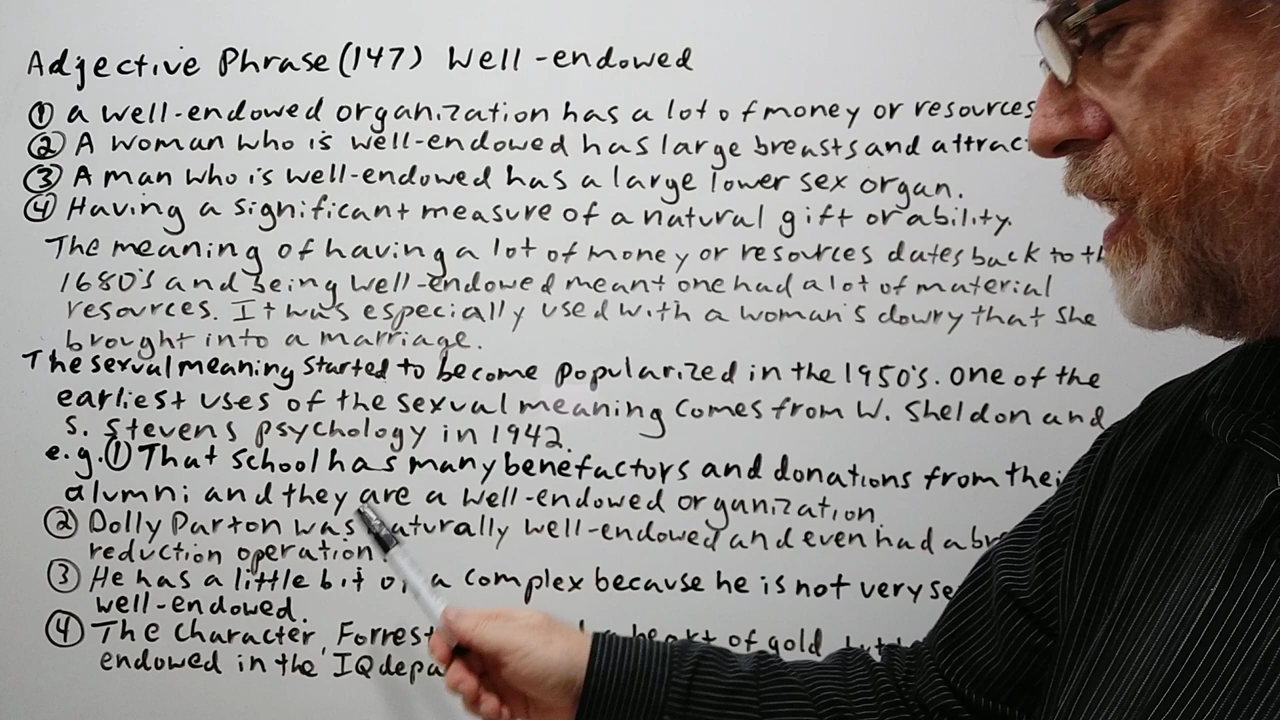 Adjective Phrase (147) Well-endowed
① a well-endowed organization has a lot of money or resources
② A woman who is well-endowed has large breasts and
③ A man who is well-endowed has a large lower sex organ.
④ Having a significant measure of a natural gift or ability.
The meaning of having a lot of money or resources dates back to
1680's and being well-endowed meant one had a lot of material
resources. It was especially used with a woman's dowry that she
brought into a marriage.
The sexual meaning started to become popularized in the 1950's. One of the
earliest uses of the sexual meaning comes from W. Sheldon and
S. Stevens psychology in 1942.
e.g. ① That school has many benefactors and donations from
alumni and they are a well-endowed organization.
② Dolly Parton was naturally well-endowed and even had a
reduction operation
③ He has a little bit a complex because he is not very
well-endowed.
④ The character, Forrest heart of gold
endowed in the IQ